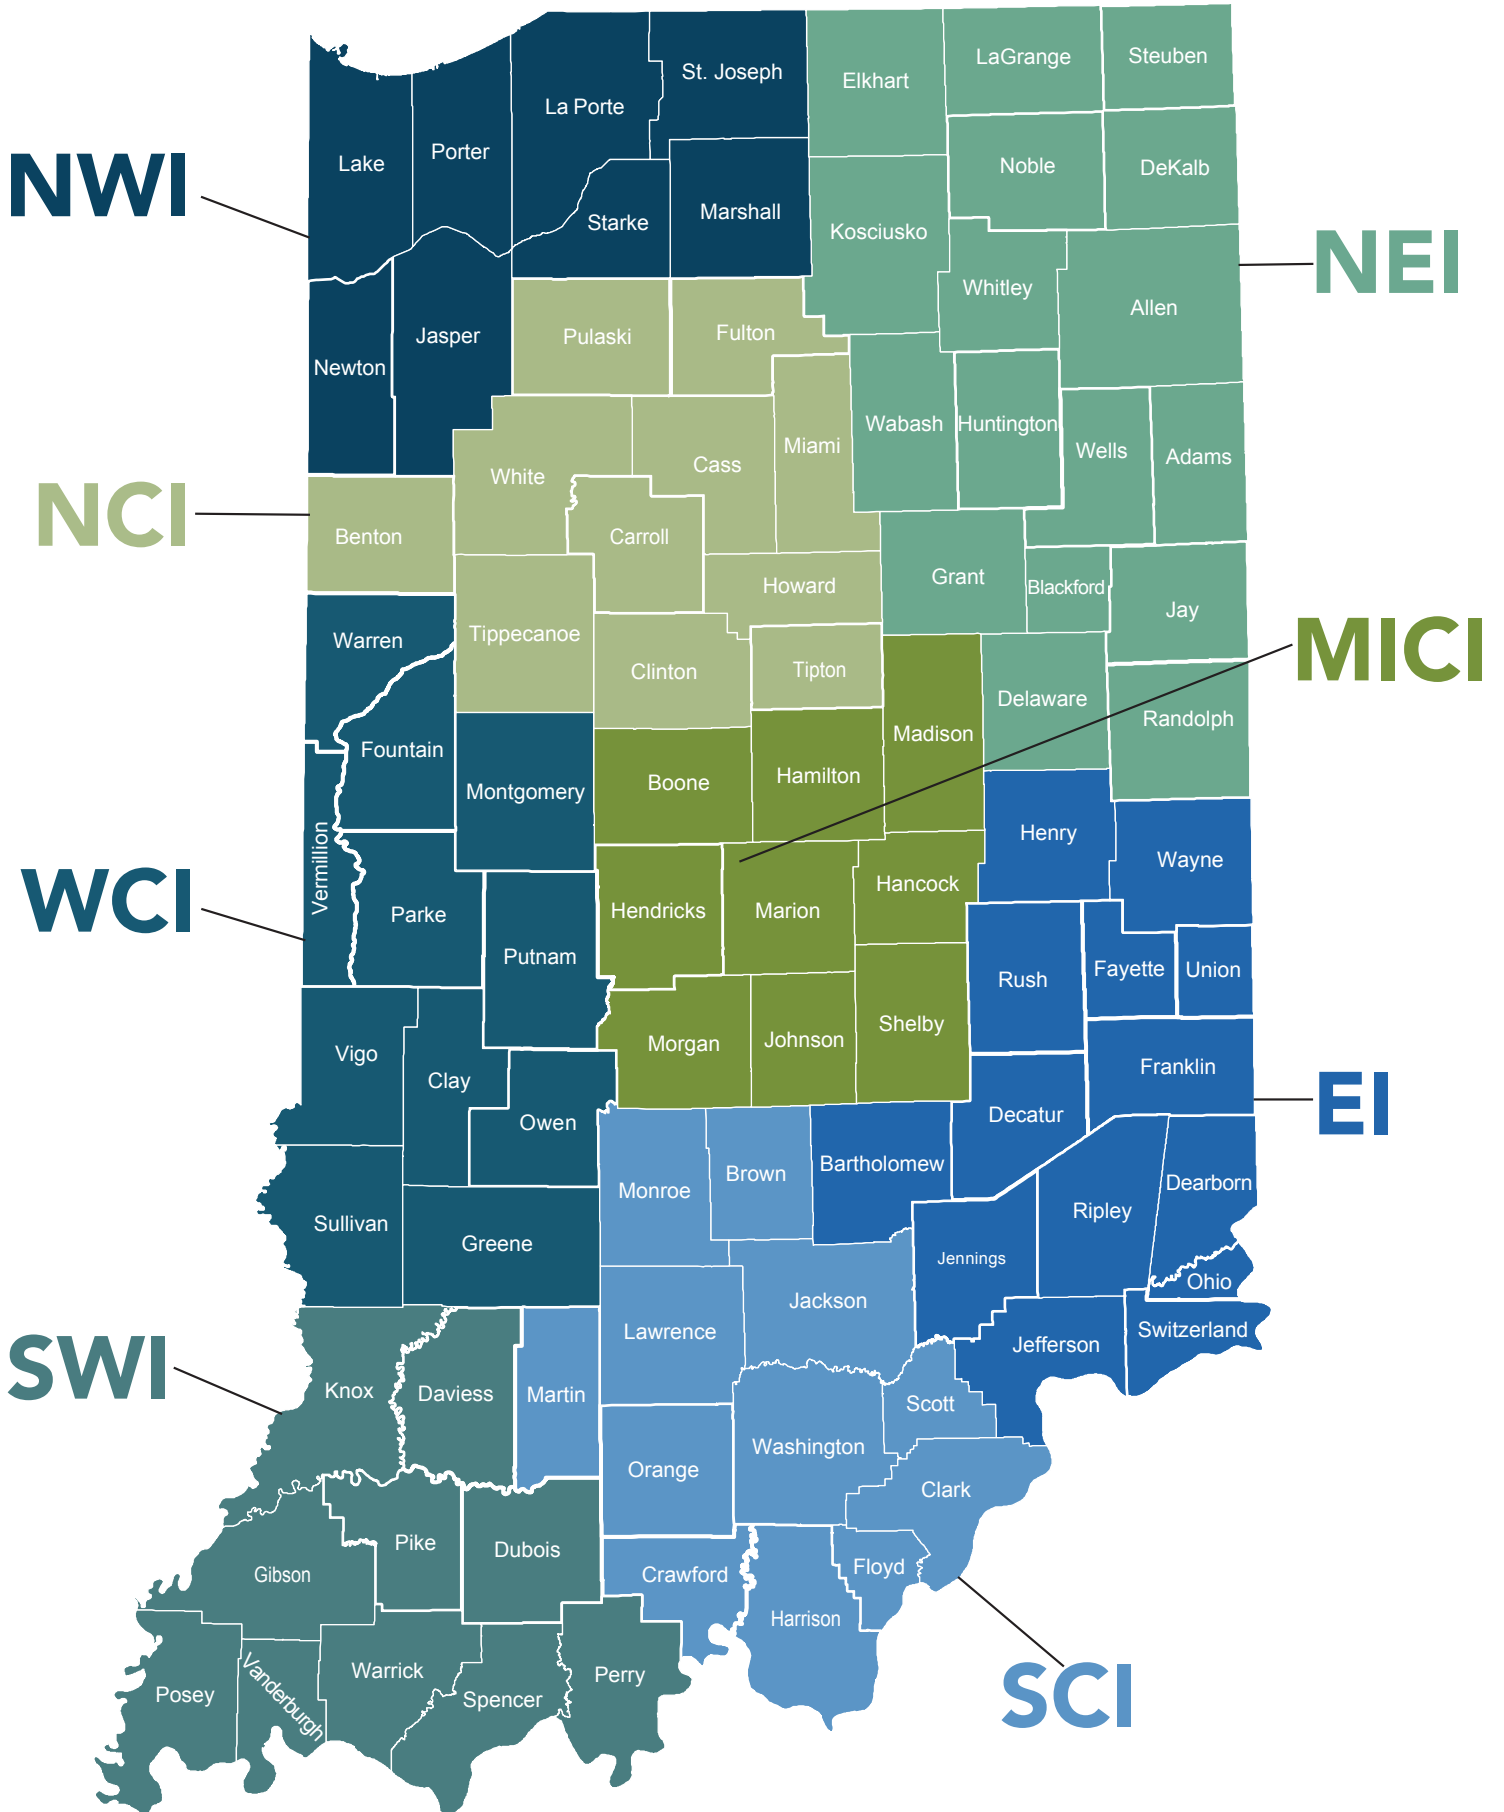 LaGrange
Steuben
St. Joseph
Elkhart
La Porte
Lake
Porter
Noble
DeKalb
NWI
Starke
Marshall
Kosciusko
NEI
Whitley
Allen
Jasper
Pulaski
Fulton
Newton
Wabash
Huntington
Miami
Wells
Adams
White
Cass
NCI
Benton
Carroll
Grant
Blackford
Howard
Jay
Warren
Tippecanoe
MICI
Clinton
Tipton
Delaware
Randolph
Madison
Fountain
Boone
Hamilton
Montgomery
Henry
Wayne
Vermillion
WCI
Hancock
Parke
Hendricks
Marion
Putnam
Rush
Fayette
Union
Vigo
Morgan
Johnson
Shelby
Clay
Franklin
EI
Owen
Decatur
Monroe
Brown
Bartholomew
Dearborn
Ripley
Sullivan
Greene
Jennings
Ohio
Jackson
Lawrence
Jefferson
Switzerland
SWI
Knox
Daviess
Martin
Scott
Washington
Orange
Clark
Pike
Dubois
Gibson
Crawford
Floyd
Harrison
Warrick
Perry
Posey
Vanderburgh
Spencer
SCI